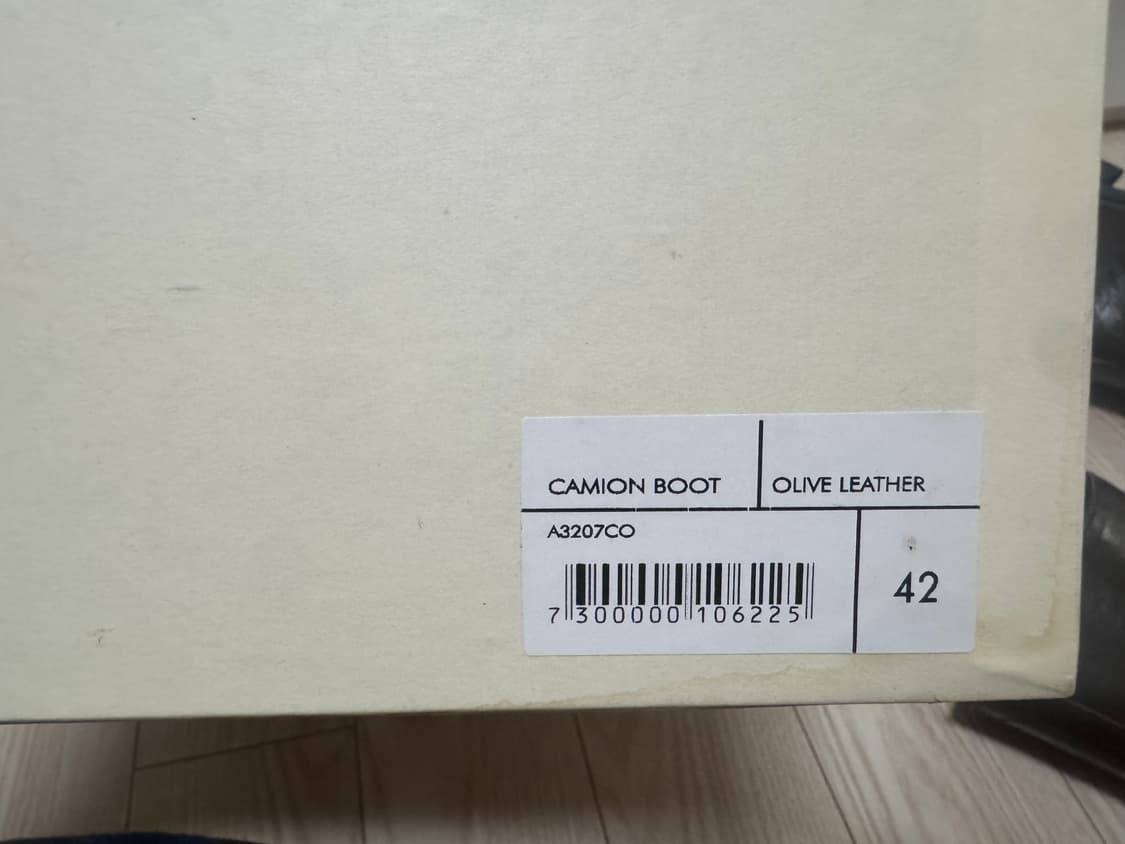 CAMION BOOT
OLIVE LEATHER
A3207CO
42
7 300000 106225